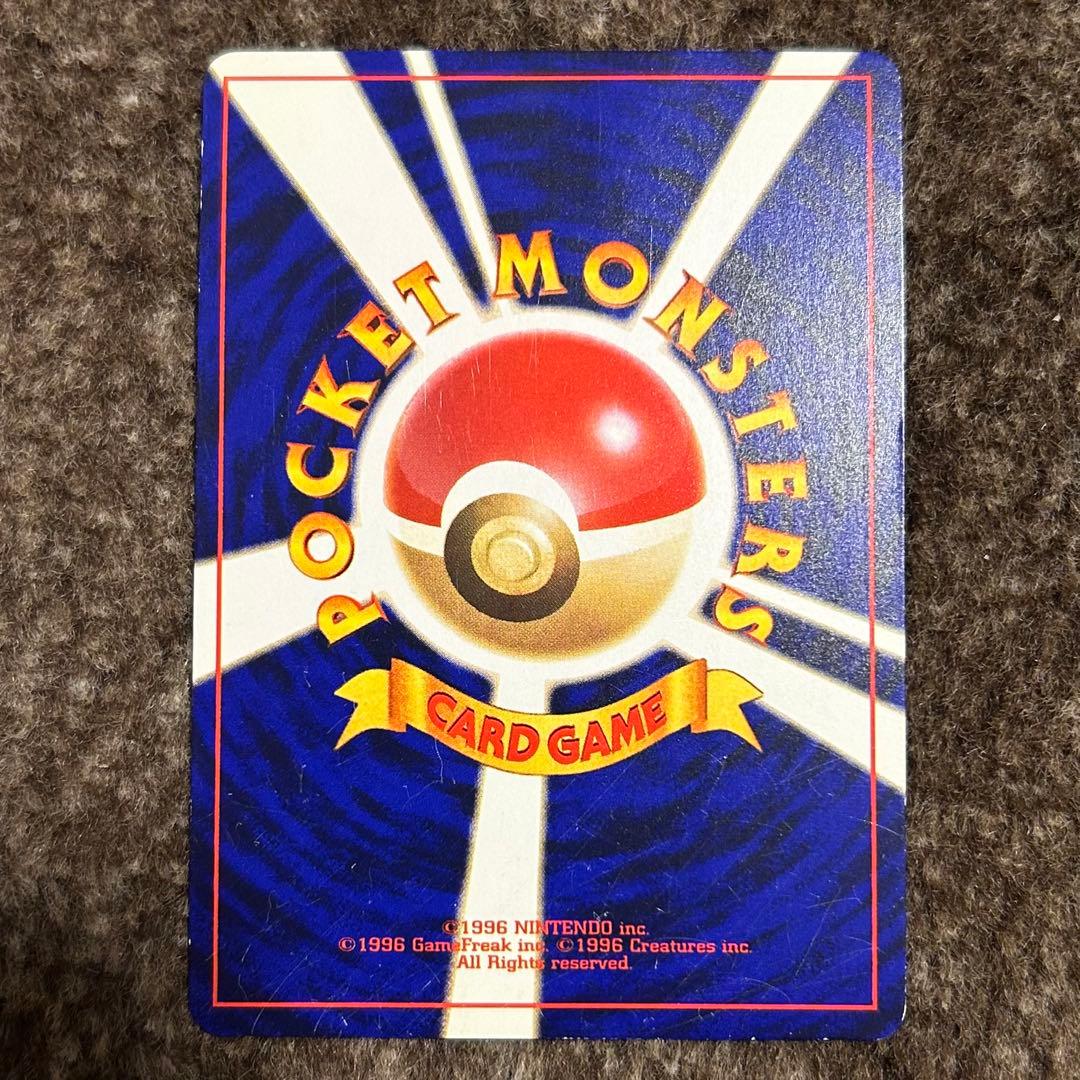 POCKET MONSTERS
CARD GAME
©1996 NINTENDO inc.
©1996 GameFreak inc. ©1996 Creatures inc.
All Rights reserved.